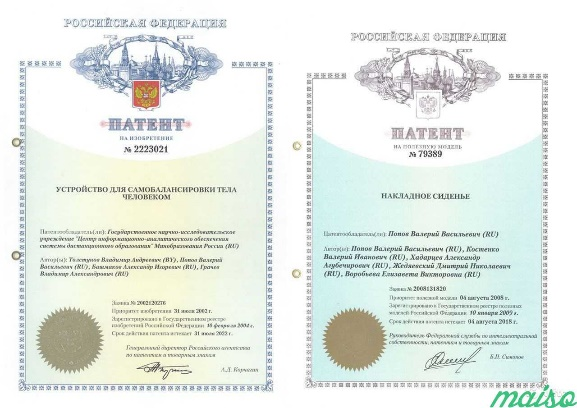 РОССИЙСКАЯ ФЕДЕРАЦИЯ
ПАТЕНТ
НА ИЗОБРЕТЕНИЕ
№ 2223021
УСТРОЙСТВО ДЛЯ САМОБАЛАНСИРОВКИ ТЕЛА
ЧЕЛОВЕКОМ
Патентообладатель(ли): Государственное научно-исследовательское
учреждение "Центр информационно-аналитического обеспечения
системы дистанционного образования" Минобразования России (RU)
Автор(ы): Толстунов Владимир Андреевич (BY), Попов Валерий
Васильевич (RU), Башмаков Александр Игоревич (RU), Грачев
Владимир Александрович (RU)
Заявка № 2002120276
Приоритет изобретения 31 июля 2002 г.
Зарегистрировано в Государственном реестре
изобретений Российской Федерации 10 февраля 2004 г.
Срок действия патента истекает 31 июля 2022 г.
Генеральный директор Российского агентства
по патентам и товарным знакам
А.Д. Корчагин
РОССИЙСКАЯ ФЕДЕРАЦИЯ
ПАТЕНТ
НА ПОЛЕЗНУЮ МОДЕЛЬ
№ 79389
НАКЛАДНОЕ СИДЕНЬЕ
Патентообладатель(ли): Попов Валерий Васильевич (RU)
Автор(ы): Попов Валерий Васильевич (RU), Костенко
Валерий Иванович (RU), Хадарцев Александр
Агубечирович (RU), Жедневский Дмитрий Николаевич
(RU), Воробьева Елизавета Викторовна (RU)
Заявка № 2008131820
Приоритет полезной модели 04 августа 2008 г.
Зарегистрировано в Государственном реестре полезных
моделей Российской Федерации 10 января 2009 г.
Срок действия патента истекает 04 августа 2018 г.
Руководитель Федеральной службы по интеллектуальной
собственности, патентам и товарным знакам
Б.П. Симонов
maiso